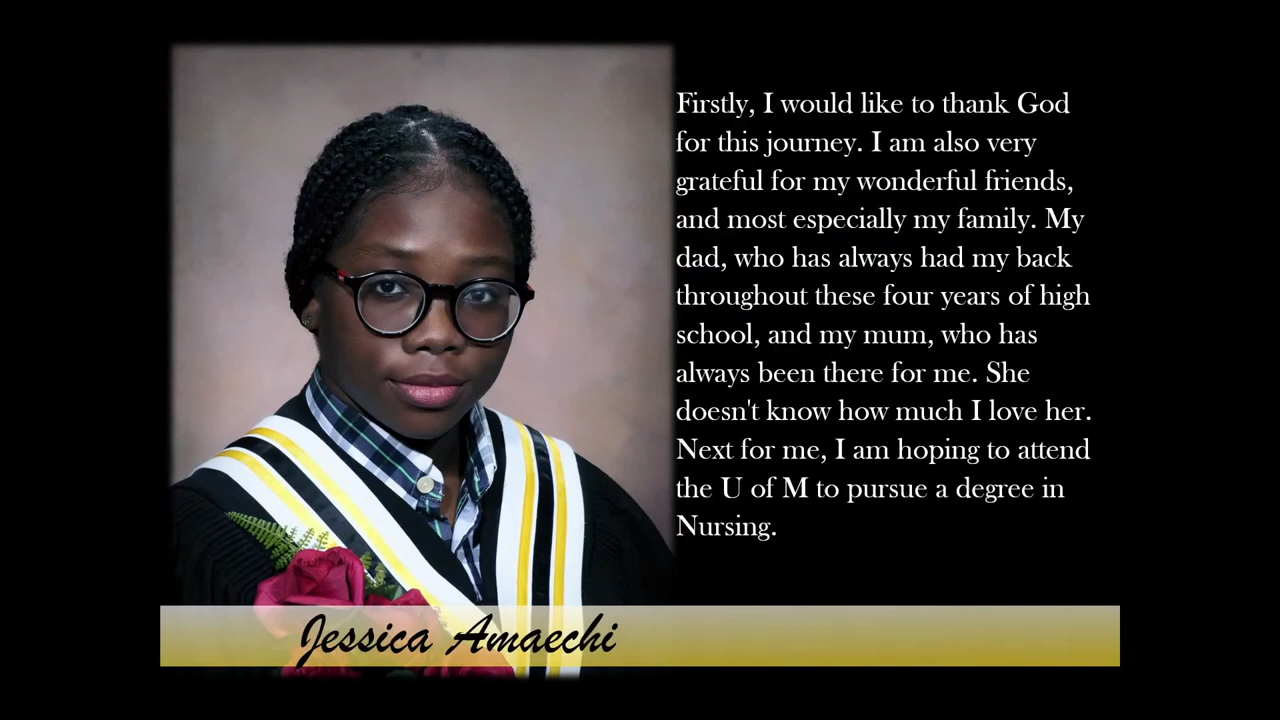 Firstly, I would like to thank God
for this journey. I am also very
grateful for my wonderful friends,
and most especially my family. My
dad, who has always had my back
throughout these four years of high
school, and my mum, who has
always been there for me. She
doesn't know how much I love her.
Next for me, I am hoping to attend
the U of M to pursue a degree in
Nursing.
Jessica Amaechi